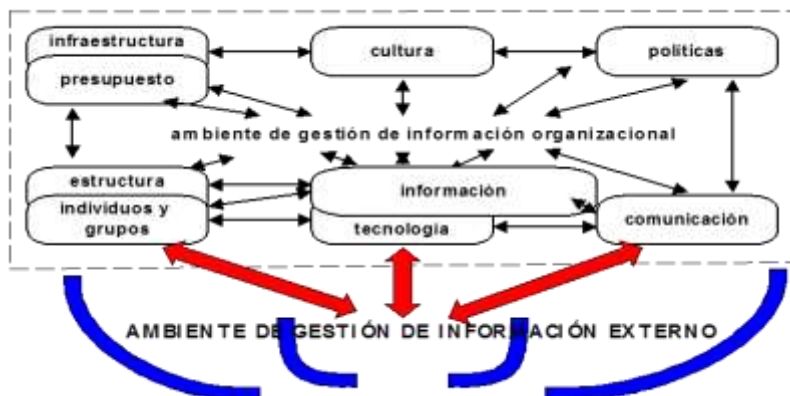 infraestructura
cultura
políticas
presupuesto
ambiente de gestión de información organizacional
estructura
información
individuos y
grupos
comunicación
tecnología
AMBIENTE DE GESTIÓN DE INFORMACIÓN EXTERNO